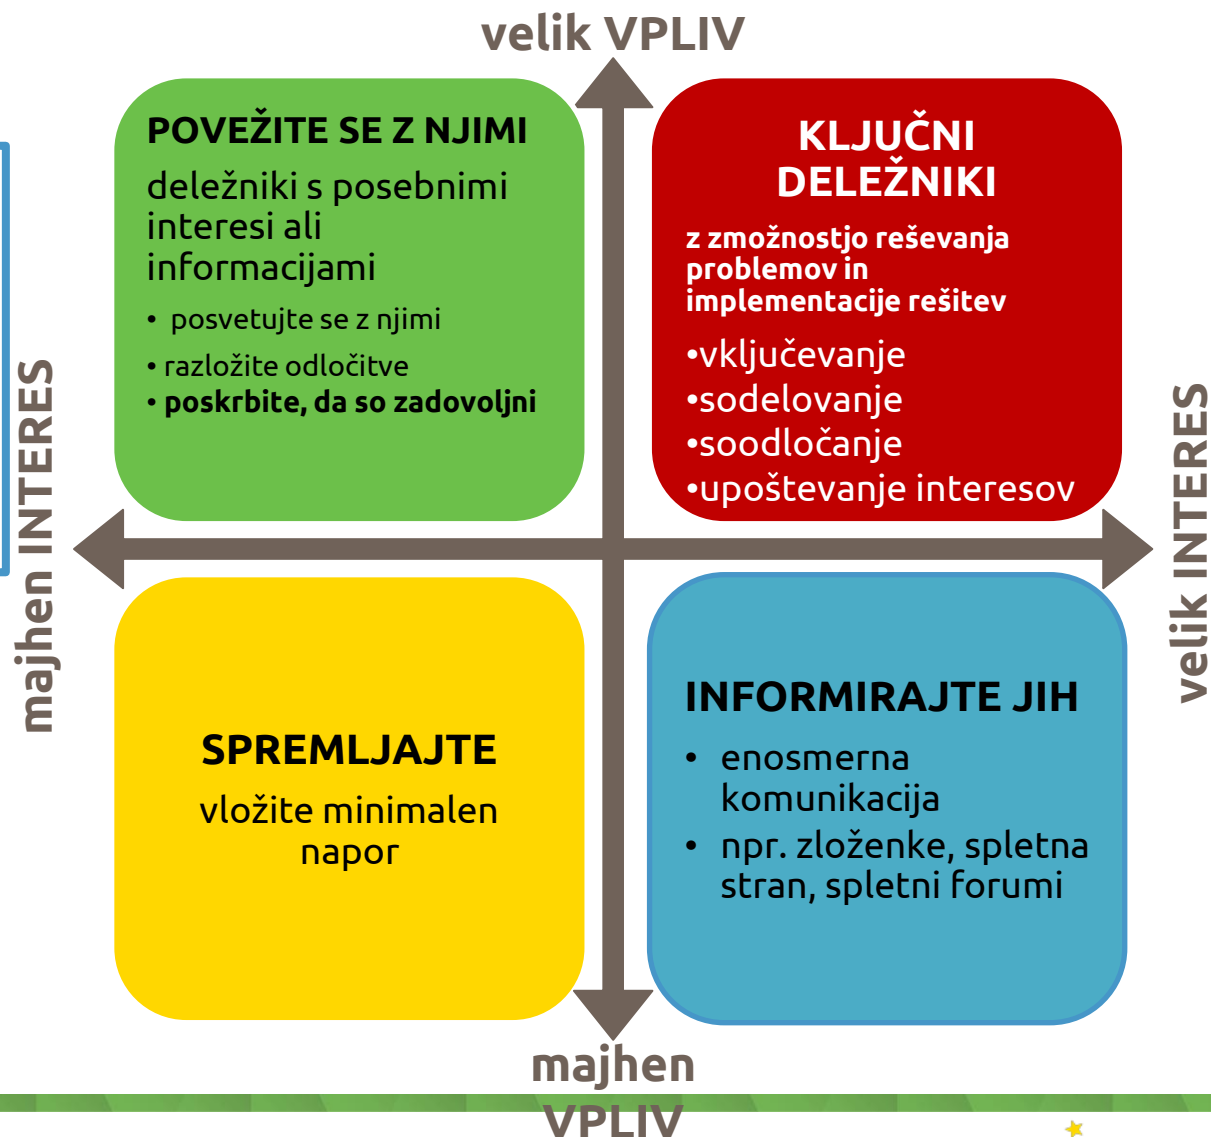 velik VPLIV
POVEŽITE SE Z NJIMI
deležniki s posebnimi
interesi ali
informacijami
• posvetujte se z njimi
• razložite odločitve
• poskrbite, da so zadovoljni
KLJUČNI
DELEŽNIKI
z zmožnostjo reševanja
problemov in
implementacije rešitev
•vključevanje
•sodelovanje
•soodločanje
•upoštevanje interesov
majhen INTERES
velik INTERES
SPREMLJAJTE
vložite minimalen
napor
INFORMIRAJTE JIH
• enosmerna
komunikacija
• npr. zloženke, spletna
stran, spletni forumi
majhen
VPLIV